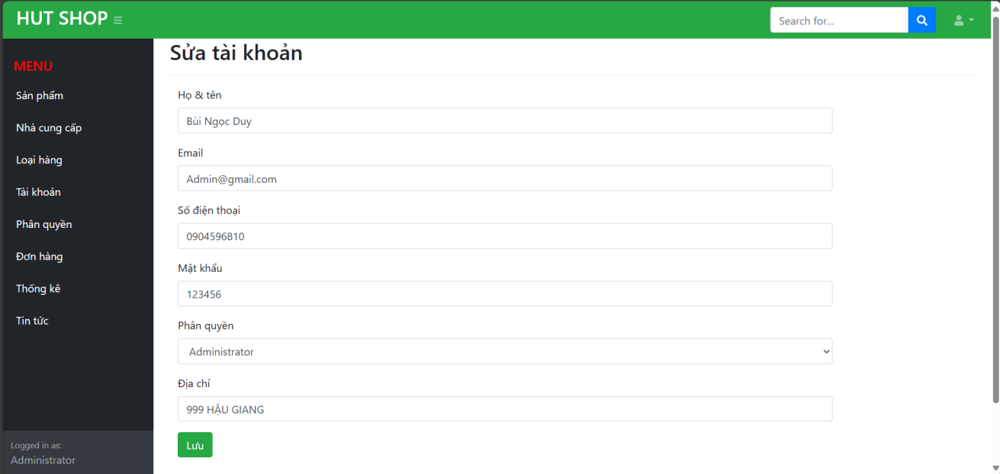 HUT SHOP
Search for...
MENU
Sản phẩm
Nhà cung cấp
Loại hàng
Tài khoản
Phân quyền
Đơn hàng
Thống kê
Tin tức
Logged in as:
Administrator
Sửa tài khoản
Họ & tên
Bùi Ngọc Duy
Email
Admin@gmail.com
Số điện thoại
0904596810
Mật khẩu
123456
Phân quyền
Administrator
Địa chỉ
999 HẬU GIANG
Lưu